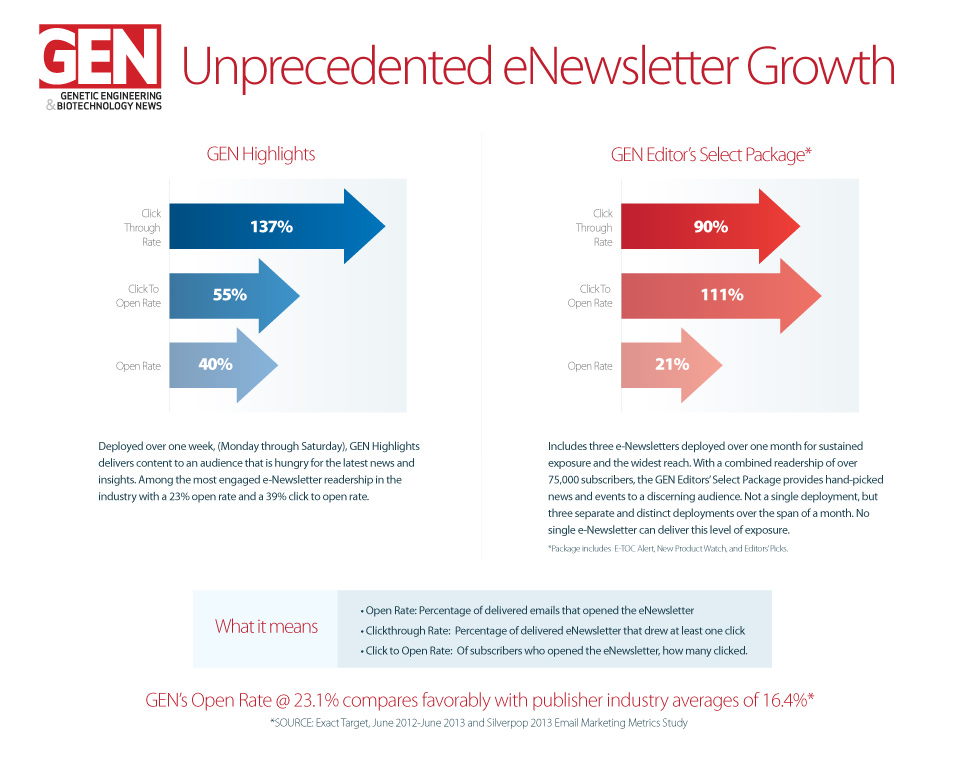 GEN
GENETIC ENGINEERING
& BIOTECHNOLOGY NEWS
Unprecedented eNewsletter Growth
GEN Highlights
Click
Through
Rate
137%
Click To
Open Rate
55%
Open Rate
40%
Deployed over one week, (Monday through Saturday), GEN Highlights
delivers content to an audience that is hungry for the latest news and
insights. Among the most engaged e-Newsletter readership in the
industry with a 23% open rate and a 39% click to open rate.
GEN Editor's Select Package*
Click
Through
Rate
90%
Click To
Open Rate
111%
Open Rate
21%
Includes three e-Newsletters deployed over one month for sustained
exposure and the widest reach. With a combined readership of over
75,000 subscribers, the GEN Editors' Select Package provides hand-picked
news and events to a discerning audience. Not a single deployment, but
three separate and distinct deployments over the span of a month. No
single e-Newsletter can deliver this level of exposure.
*Package includes E-TOC Alert, New Product Watch, and Editors' Picks.
What it means
• Open Rate: Percentage of delivered emails that opened the eNewsletter
• Clickthrough Rate: Percentage of delivered eNewsletter that drew at least one click
• Click to Open Rate: Of subscribers who opened the eNewsletter, how many clicked.
GEN's Open Rate @ 23.1% compares favorably with publisher industry averages of 16.4%*
*SOURCE: Exact Target, June 2012-June 2013 and Silverpop 2013 Email Marketing Metrics Study